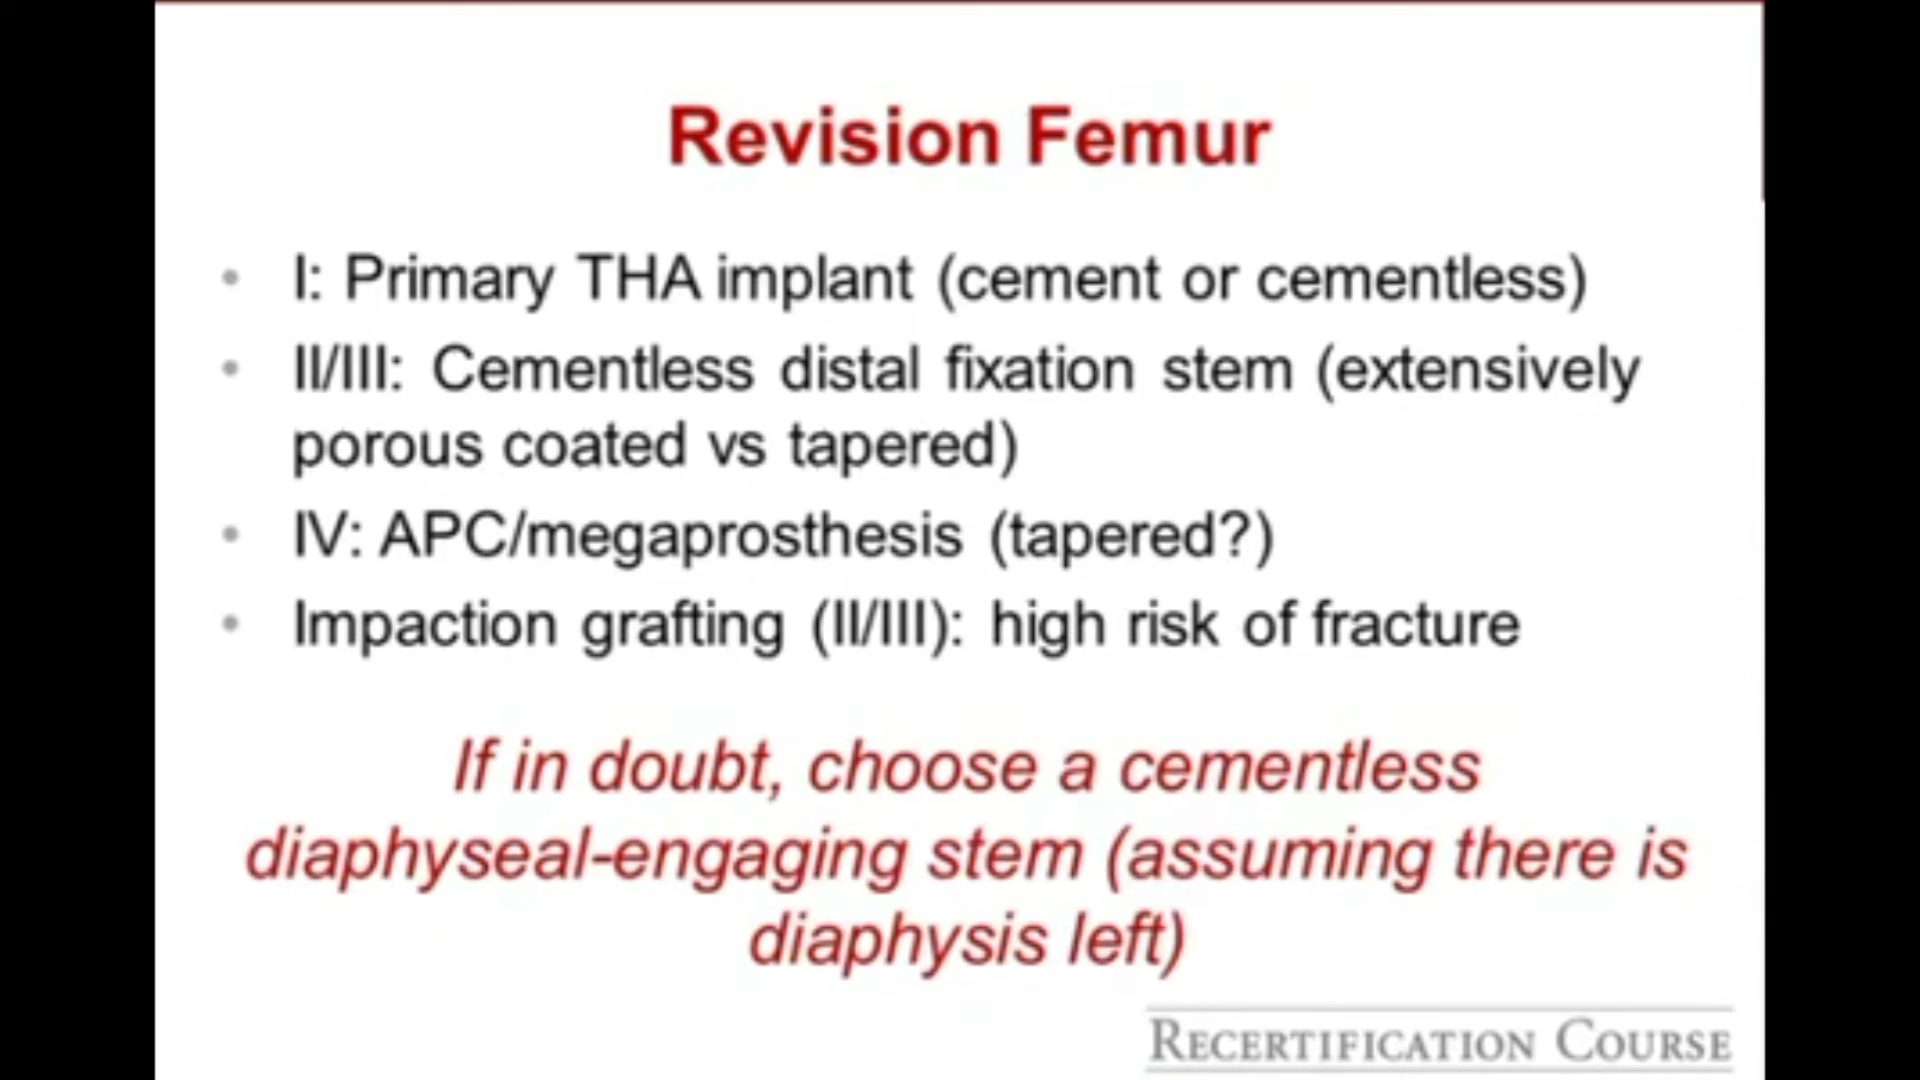 Revision Femur
• I: Primary THA implant (cement or cementless)
• II/III: Cementless distal fixation stem (extensively
porous coated vs tapered)
• IV: APC/megaprosthesis (tapered?)
• Impaction grafting (II/III): high risk of fracture
If in doubt, choose a cementless
diaphyseal-engaging stem (assuming there is
diaphysis left)
RECERTIFICATION COURSE